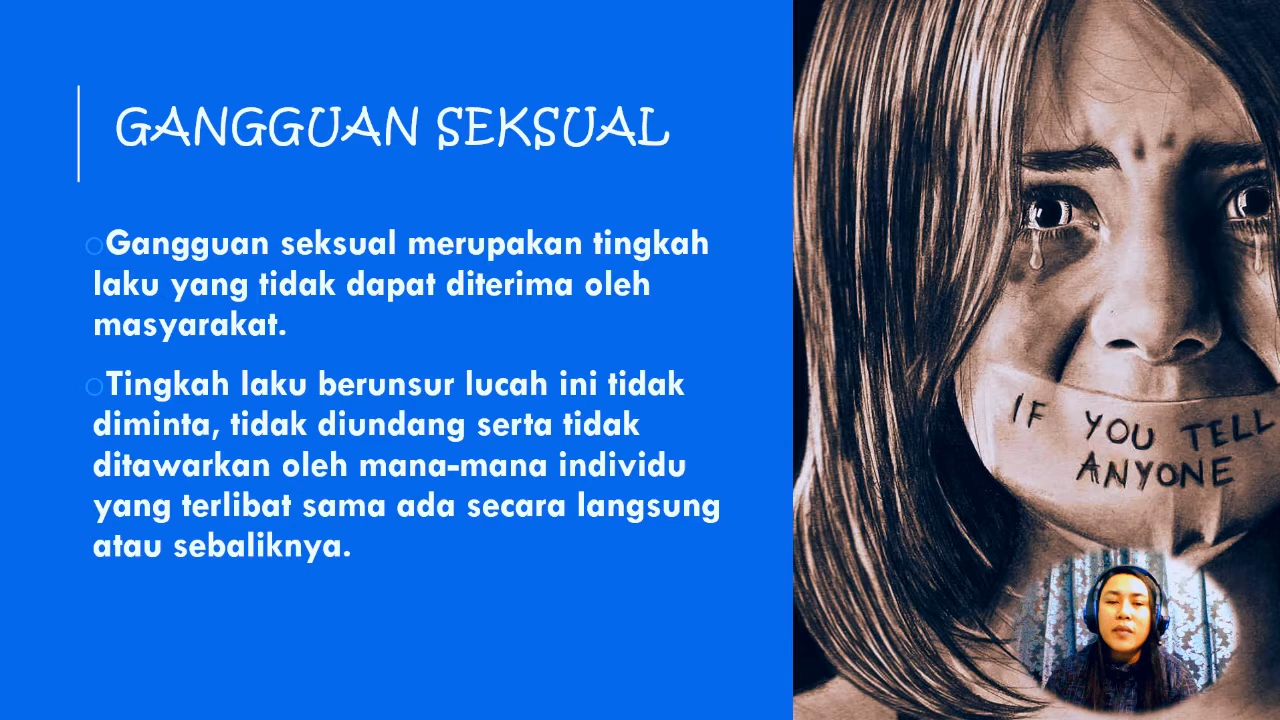 GANGGUAN SEKSUAL
Gangguan seksual merupakan tingkah
laku yang tidak dapat diterima oleh
masyarakat.
Tingkah laku berunsur lucah ini tidak
diminta, tidak diundang serta tidak
ditawarkan oleh mana-mana individu
yang terlibat sama ada secara langsung
atau sebaliknya.
IF YOU TELL
ANYONE